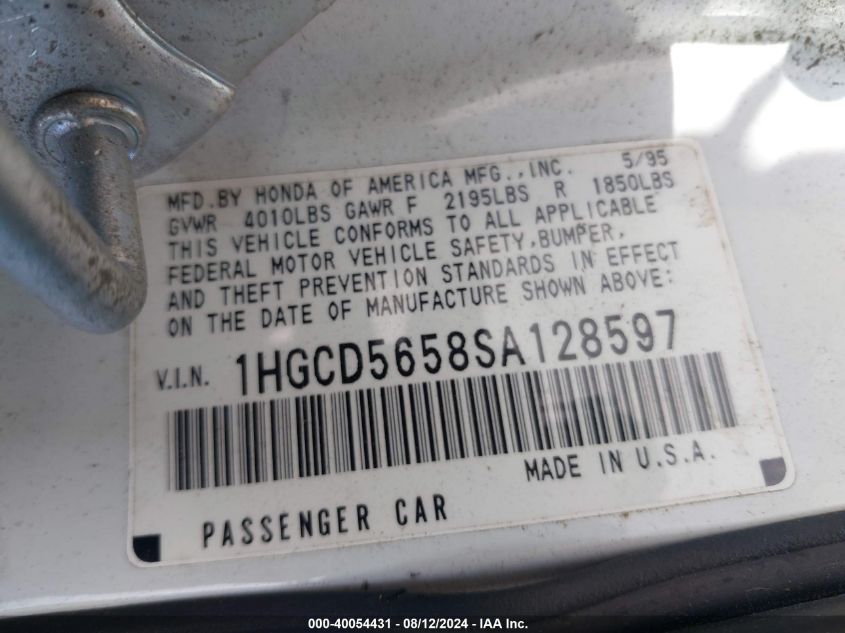 MFD. BY HONDA OF AMERICA MFG., INC. 5/95
GVWR 4010LBS GAWR F 2195LBS R 1850LBS
THIS VEHICLE CONFORMS TO ALL APPLICABLE
FEDERAL MOTOR VEHICLE SAFETY, BUMPER,
AND THEFT PREVENTION STANDARDS IN EFFECT
ON THE DATE OF MANUFACTURE SHOWN ABOVE:
V.I.N. 1HGCD5658SA128597
MADE IN U.S.A.
PASSENGER CAR
000-40054431 - 08/12/2024 - IAA Inc.